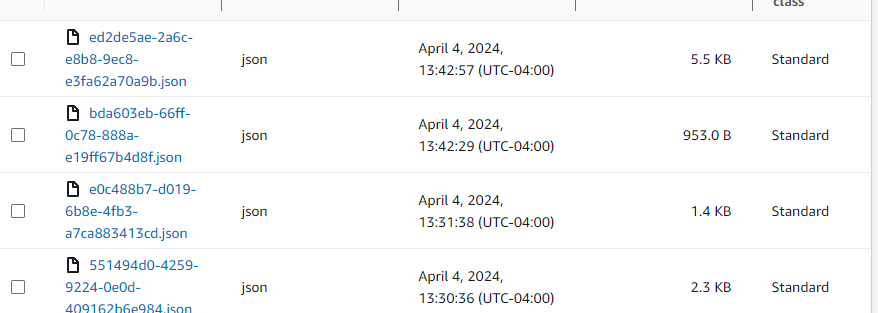 class
ed2de5ae-2a6c-
e8b8-9ec8-
e3fa62a70a9b.json
json
April 4, 2024,
13:42:57 (UTC-04:00)
5.5 KB
Standard
bda603eb-66ff-
0c78-888a-
e19ff67b4d8f.json
json
April 4, 2024,
13:42:29 (UTC-04:00)
953.0 B
Standard
e0c488b7-d019-
6b8e-4fb3-
a7ca883413cd.json
json
April 4, 2024,
13:31:38 (UTC-04:00)
1.4 KB
Standard
551494d0-4259-
9224-0e0d-
409162b6e984.json
json
April 4, 2024,
13:30:36 (UTC-04:00)
2.3 KB
Standard